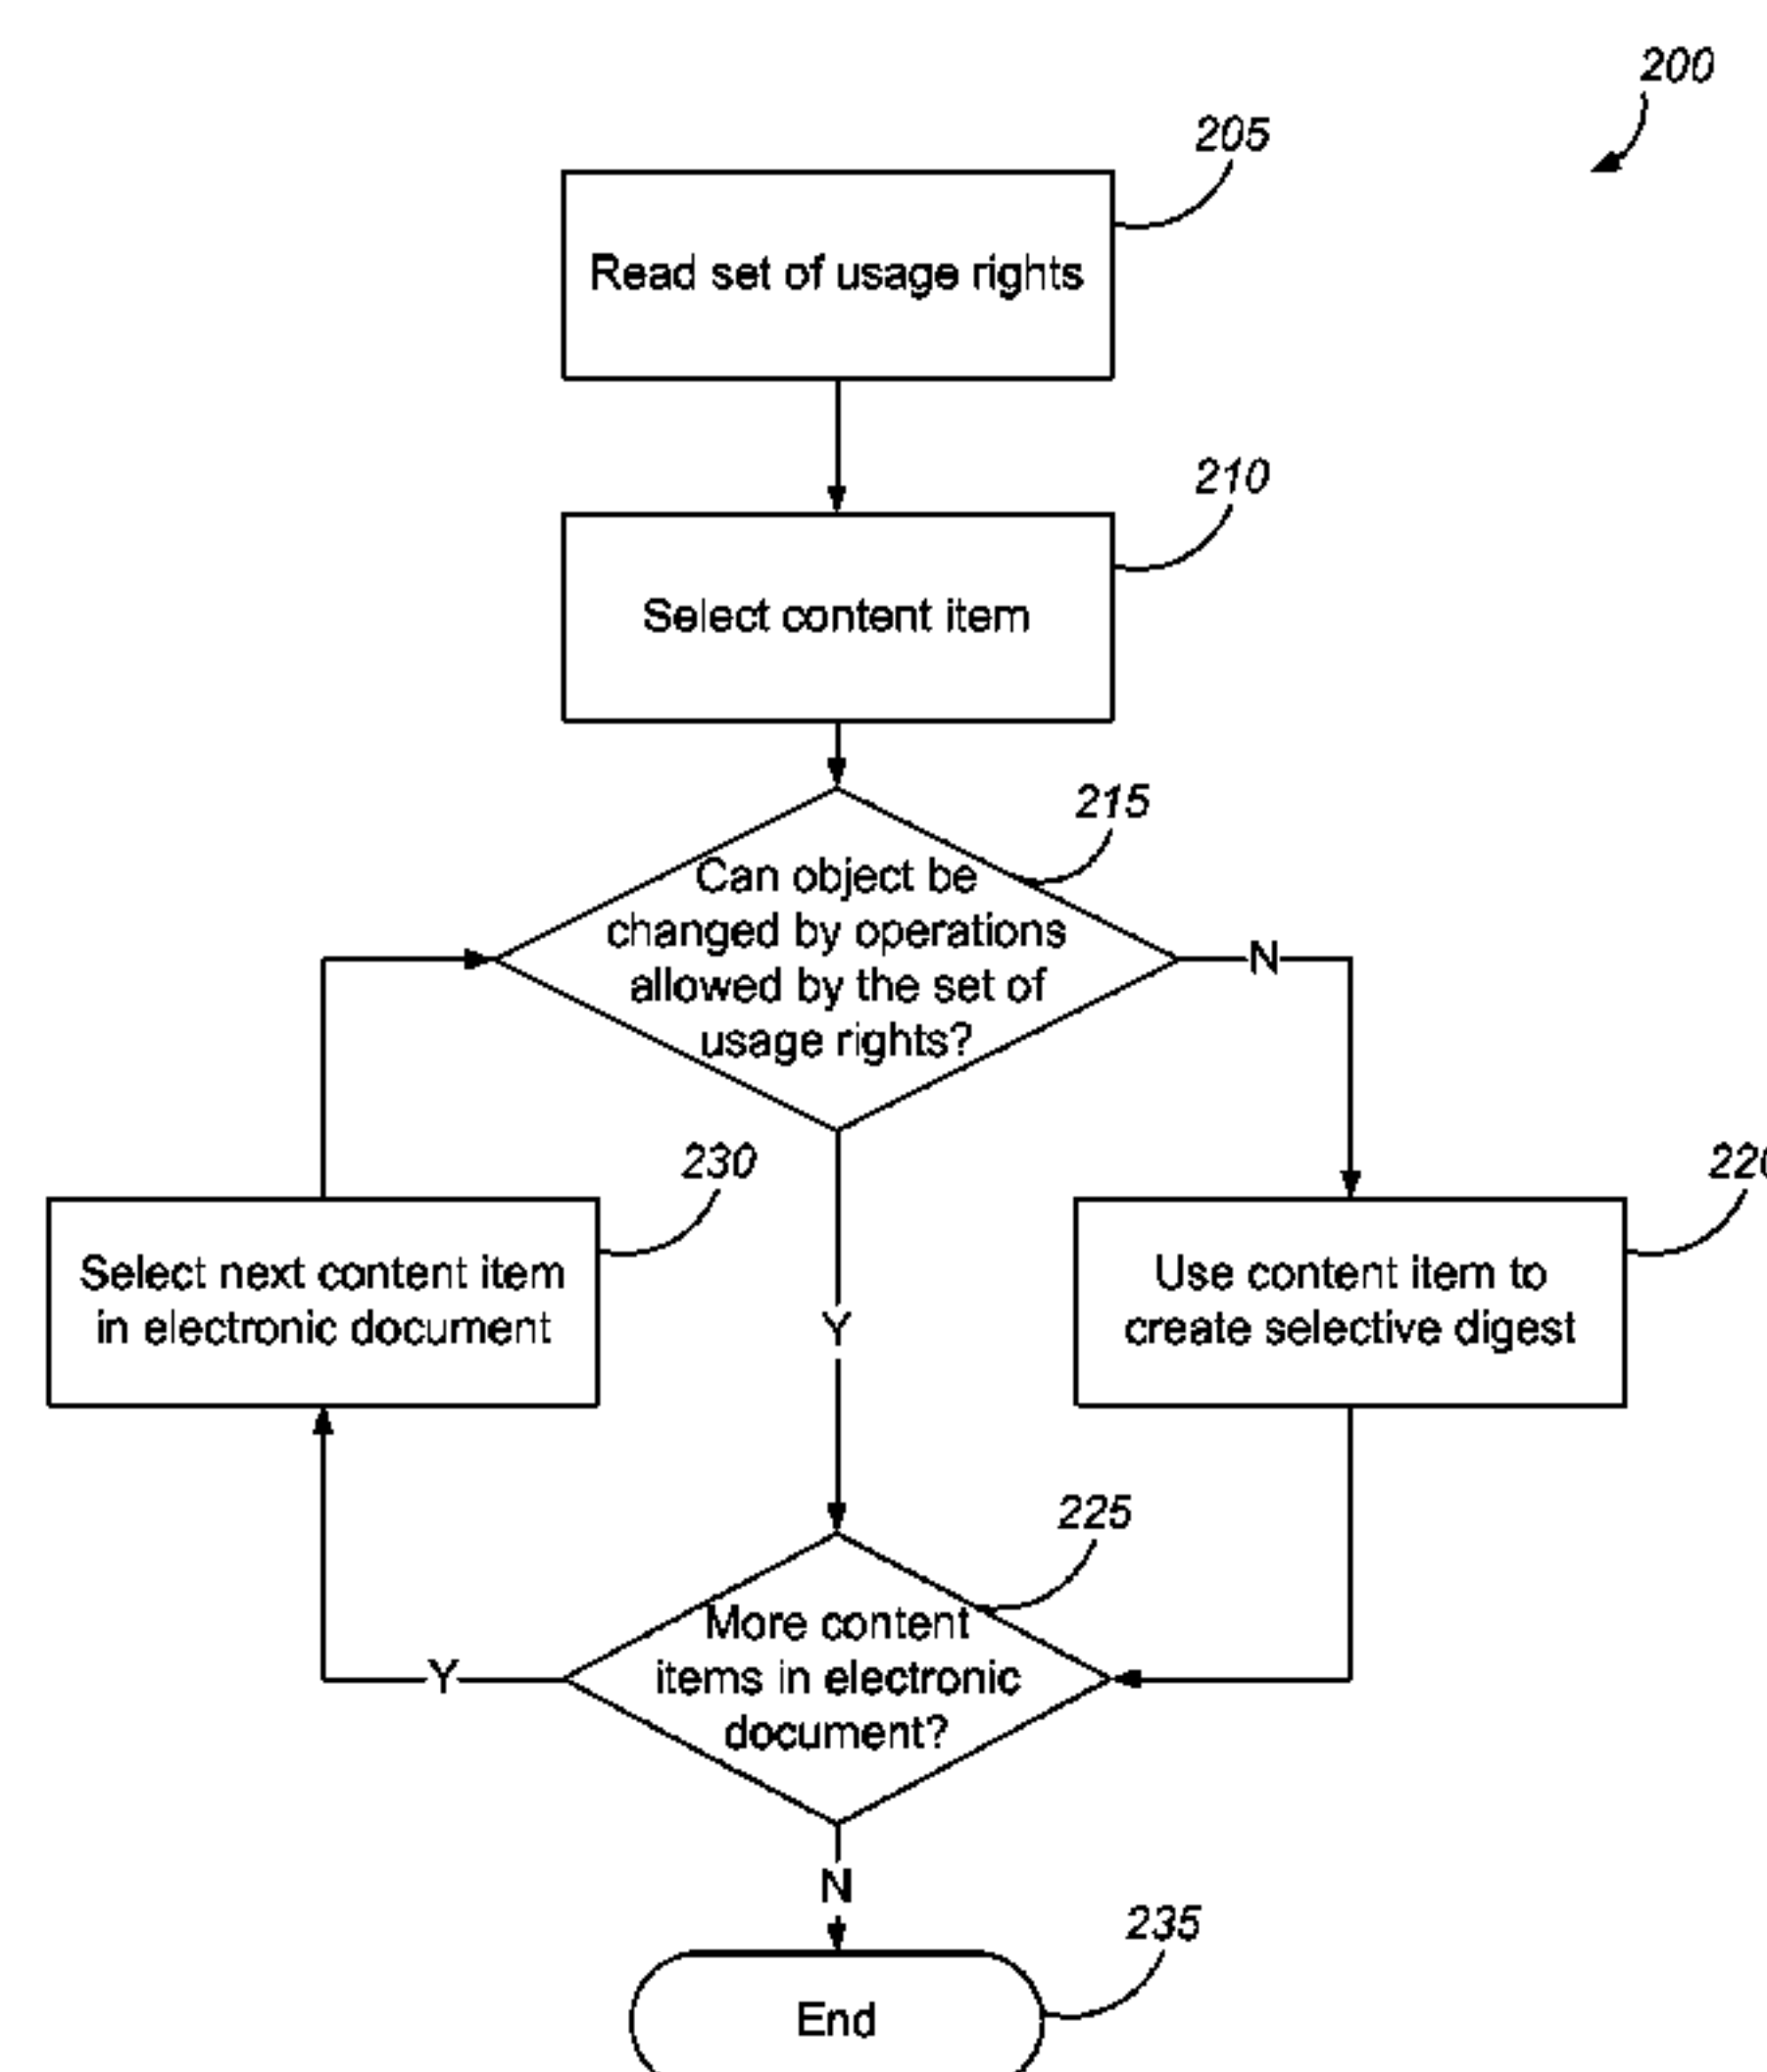 200
205
Read set of usage rights
210
Select content item
215
Can object be
changed by operations
allowed by the set of
usage rights?
N
230
220
Select next content item
in electronic document
Y
Use content item to
create selective digest
225
More content
items in electronic
document?
Y
N
235
End